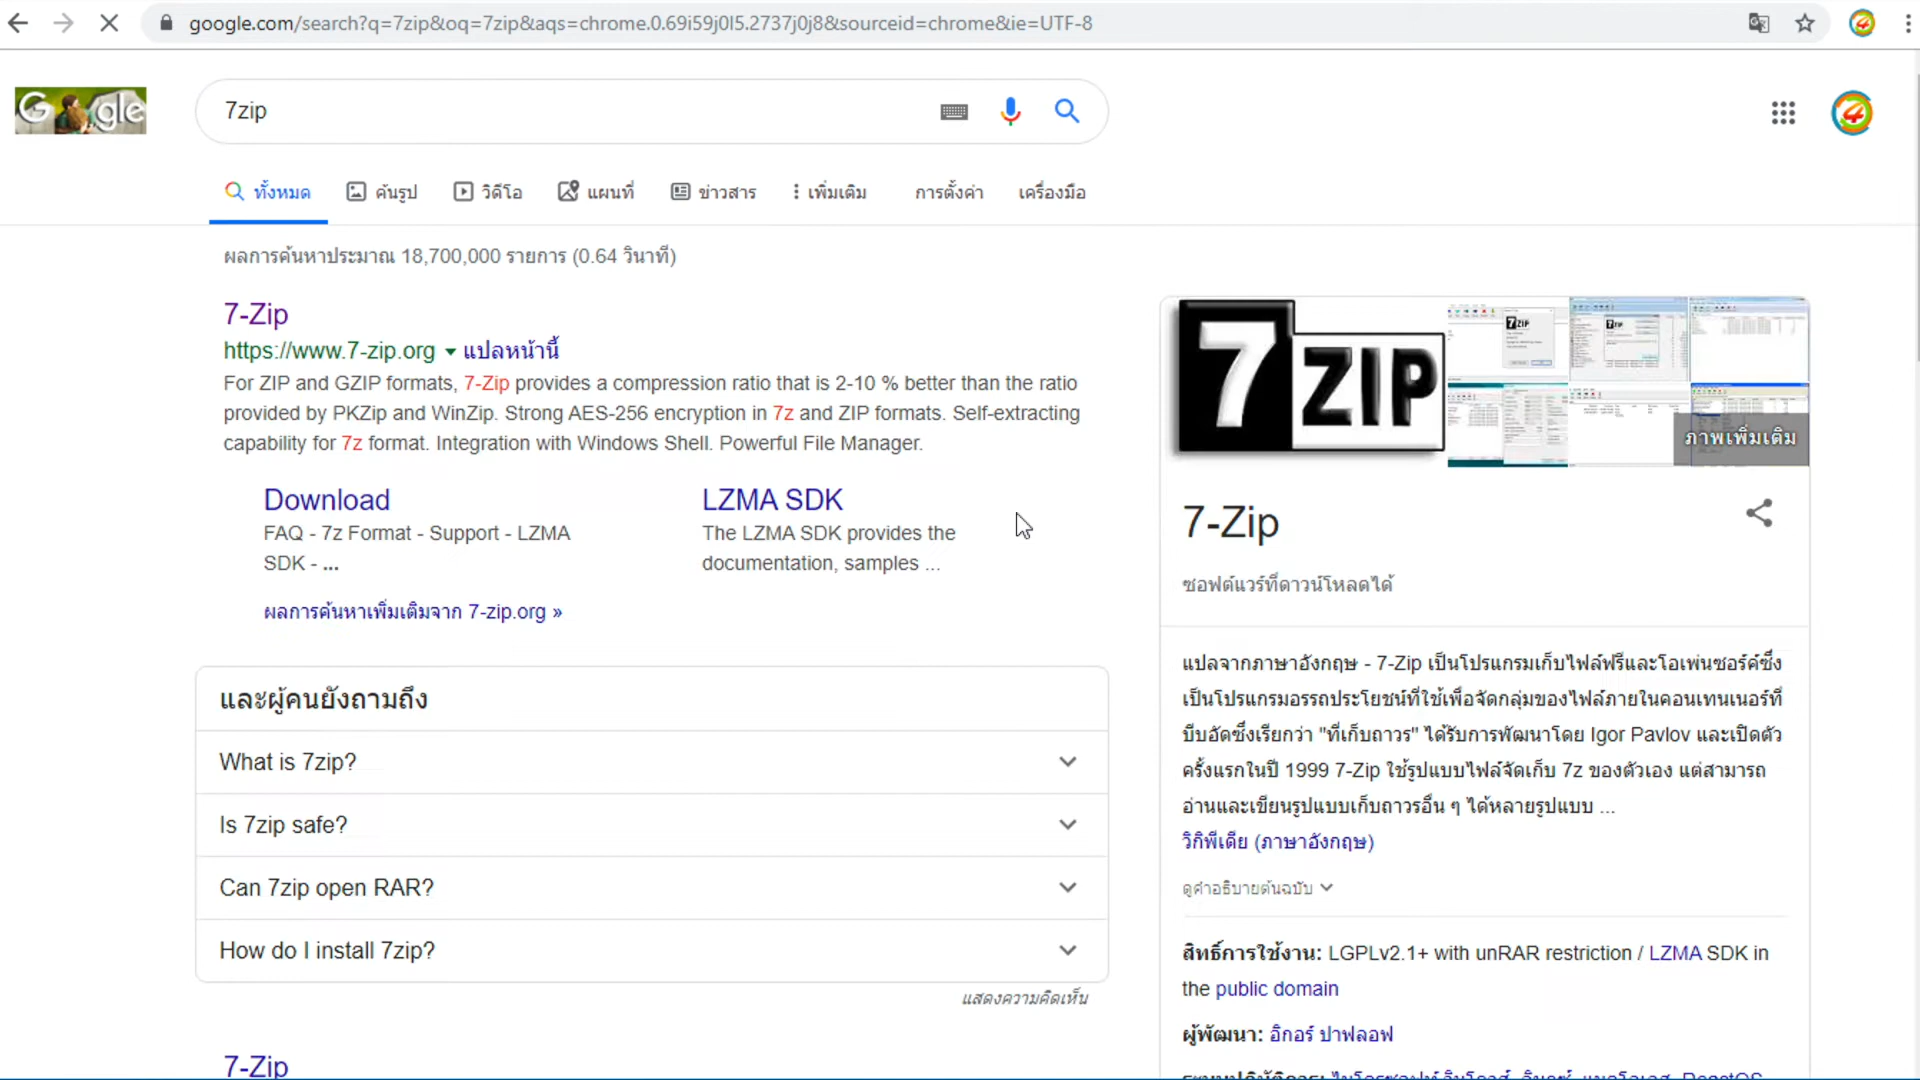 google.com/search?q=7zip&oq=7zip&aqs=chrome.0.69i59j0l5.2737j0j8&sourceid=chrome&ie=UTF-8
7zip
ทั้งหมด ค้นรูป วิดีโอ แผนที่ ข่าวสาร เพิ่มเติม การตั้งค่า เครื่องมือ
ผลการค้นหาประมาณ 18,700,000 รายการ (0.64 วินาที)
7-Zip
https://www.7-zip.org แปลหน้านี้
For ZIP and GZIP formats, 7-Zip provides a compression ratio that is 2-10 % better than the ratio
provided by PKZip and WinZip. Strong AES-256 encryption in 7z and ZIP formats. Self-extracting
capability for 7z format. Integration with Windows Shell. Powerful File Manager.
Download
FAQ - 7z Format - Support - LZMA
SDK - ...
LZMA SDK
The LZMA SDK provides the
documentation, samples ...
ผลการค้นหาเพิ่มเติมจาก 7-zip.org »
และผู้คนยังถามถึง
What is 7zip?
Is 7zip safe?
Can 7zip open RAR?
How do I install 7zip?
แสดงความคิดเห็น
7-Zip
7 ZIP
ภาพเพิ่มเติม
7-Zip
ซอฟต์แวร์ที่ดาวน์โหลดได้
แปลจากภาษาอังกฤษ - 7-Zip เป็นโปรแกรมเก็บไฟล์ฟรีและโอเพ่นซอร์ค์ซึ่ง
เป็นโปรแกรมอรรถประโยชน์ที่ใช้เพื่อจัดกลุ่มของไฟล์ภายในคอนเทนเนอร์ที่
บีบอัดซึ่งเรียกว่า "ที่เก็บถาวร" ได้รับการพัฒนาโดย Igor Pavlov และเปิดตัว
ครั้งแรกในปี 1999 7-Zip ใช้รูปแบบไฟล์จัดเก็บ 7z ของตัวเอง แต่สามารถ
อ่านและเขียนรูปแบบเก็บถาวรอื่น ๆ ได้หลายรูปแบบ ...
วิกิพีเดีย (ภาษาอังกฤษ)
ดูคำอธิบายต้นฉบับ
สิทธิ์การใช้งาน: LGPLv2.1+ with unRAR restriction / LZMA SDK in
the public domain
ผู้พัฒนา: อิกอร์ ปาฟลอฟ